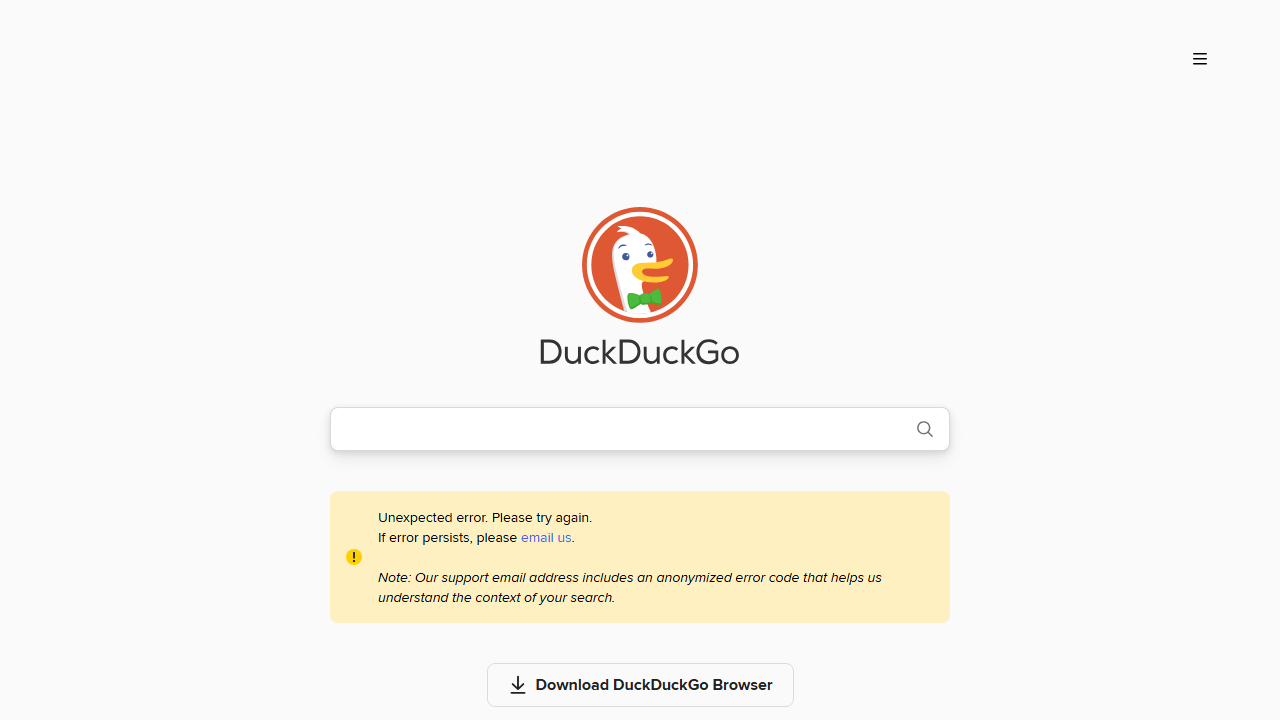 DuckDuckGo
Unexpected error. Please try again.
If error persists, please email us.
Note: Our support email address includes an anonymized error code that helps us
understand the context of your search.
Download DuckDuckGo Browser